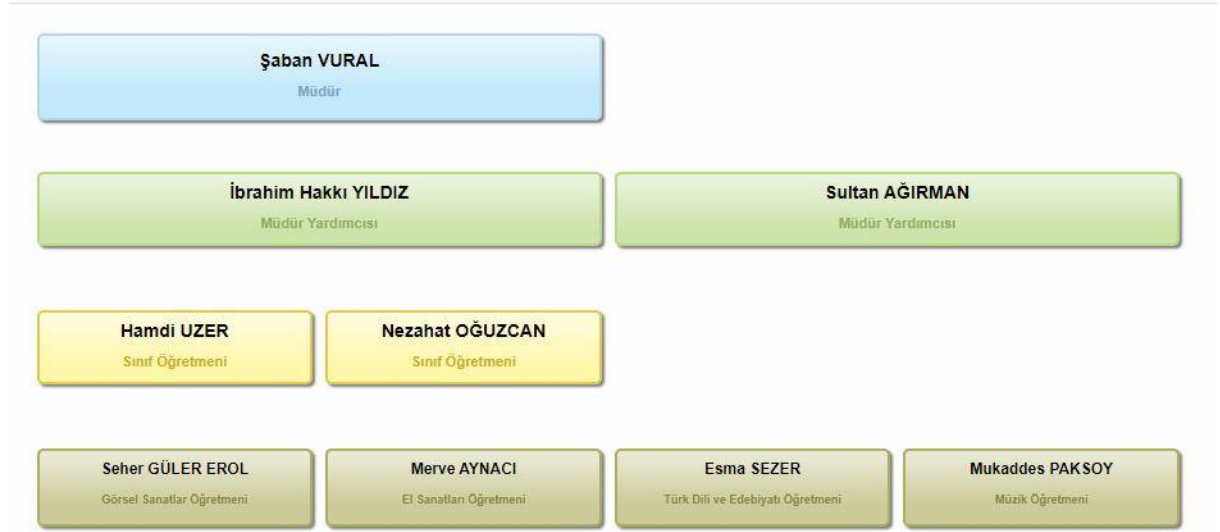 Şaban VURAL
Müdür
İbrahim Hakkı YILDIZ
Müdür Yardımcısı
Sultan AĞIRMAN
Müdür Yardımcısı
Hamdi UZER
Sınıf Öğretmeni
Nezahat OĞUZCAN
Sınıf Öğretmeni
Seher GÜLER EROL
Görsel Sanatlar Öğretmeni
Merve AYNACI
El Sanatları Öğretmeni
Esma SEZER
Türk Dili ve Edebiyatı Öğretmeni
Mukaddes PAKSOY
Müzik Öğretmeni